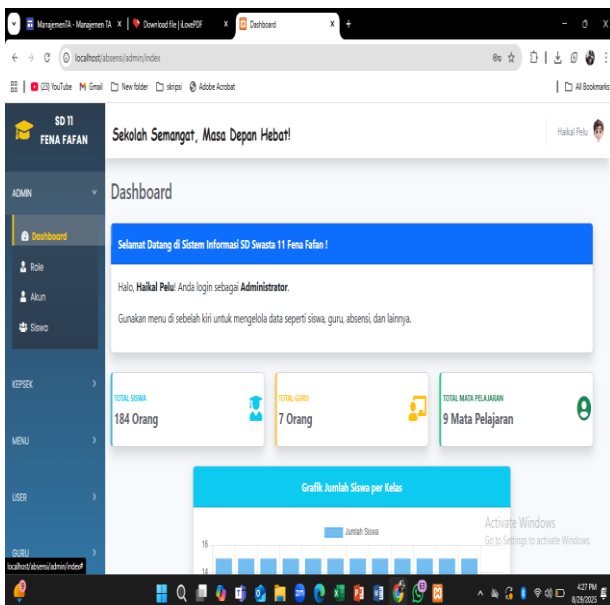 ManajemenTA - Manajemen TA
Download file | iLovePDF
Dashboard
localhost/absensi/admin/index
(23) YouTube
Gmail
New folder
skripsi
Adobe Acrobat
All Bookmarks
SD 11
FENA FAFAN
Sekolah Semangat, Masa Depan Hebat!
Haikal Pelu
ADMIN
Dashboard
Role
Akun
Siswa
KEPSEK
MENU
USER
GURU
Dashboard
Selamat Datang di Sistem Informasi SD Swasta 11 Fena Fafan !
Halo, Haikal Pelu! Anda login sebagai Administrator.
Gunakan menu di sebelah kiri untuk mengelola data seperti siswa, guru, absensi, dan lainnya.
TOTAL SISWA
184 Orang
TOTAL GURU
7 Orang
TOTAL MATA PELAJARAN
9 Mata Pelajaran
Grafik Jumlah Siswa per Kelas
Jumlah Siswa
16
14
Activate Windows
Go to Settings to activate Windows.
localhost/absensi/admin/index#
4:27 PM
8/29/2025